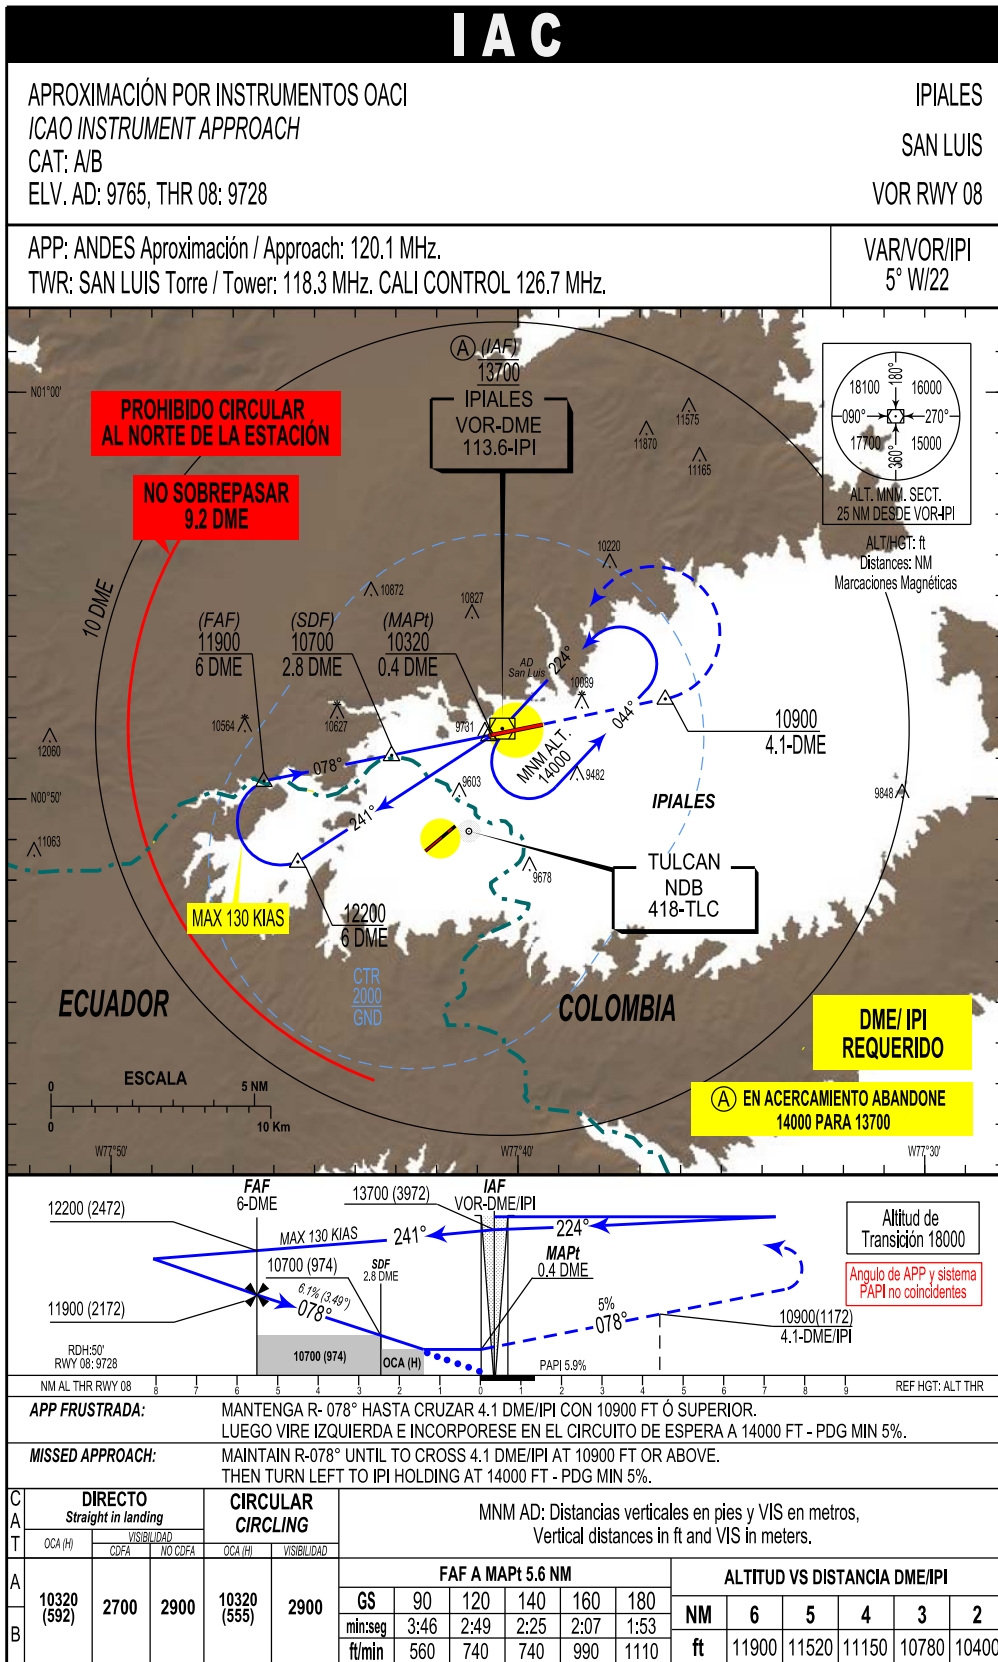 IAC
APROXIMACIÓN POR INSTRUMENTOS OACI
ICAO INSTRUMENT APPROACH
CAT: A/B
ELV. AD: 9765, THR 08: 9728
IPIALES
SAN LUIS
VOR RWY 08
APP: ANDES Aproximación / Approach: 120.1 MHz.
TWR: SAN LUIS Torre / Tower: 118.3 MHz. CALI CONTROL 126.7 MHz.
VAR/VOR/IPI
5° W/22
N01°00'
PROHIBIDO CIRCULAR
AL NORTE DE LA ESTACIÓN
NO SOBREPASAR
9.2 DME
A (IAF)
13700
IPIALES
VOR-DME
113.6-IPI
11575
11870
11165
180°
18100 16000
090° 270°
17700 15000
360°
ALT. MNM. SECT.
25 NM DESDE VOR-IPI
ALT/HGT: ft
Distances: NM
Marcaciones Magnéticas
10 DME
10220
10872
10827
(FAF)
11900
6 DME
(SDF)
10700
2.8 DME
(MAPt)
10320
0.4 DME
AD
San Luis
224°
10089
10564
10627
9731
12060
044°
MNM ALT.
14000
10900
4.1-DME
078°
N00°50'
9603
9482
IPIALES
9848
241°
11063
9678
TULCAN
NDB
418-TLC
MAX 130 KIAS
12200
6 DME
CTR
2000
GND
ECUADOR
COLOMBIA
DME/ IPI
REQUERIDO
ESCALA
0 5 NM
0 10 Km
A EN ACERCAMIENTO ABANDONE
14000 PARA 13700
W77°50'
W77°40'
W77°30'
FAF
6-DME
13700 (3972)
IAF
VOR-DME/IPI
12200 (2472)
MAX 130 KIAS
241°
224°
Altitud de
Transición 18000
10700 (974)
SDF
2.8 DME
MAPt
0.4 DME
Angulo de APP y sistema
PAPI no coincidentes
11900 (2172)
6.1% (3.49°)
078°
5%
078°
10900(1172)
4.1-DME/IPI
RDH:50'
RWY 08: 9728
10700 (974)
OCA (H)
PAPI 5.9%
NM AL THR RWY 08 8 7 6 5 4 3 2 1 0 1 2 3 4 5 6 7 8 9 REF HGT: ALT THR
APP FRUSTRADA: MANTENGA R- 078° HASTA CRUZAR 4.1 DME/IPI CON 10900 FT Ó SUPERIOR.
LUEGO VIRE IZQUIERDA E INCORPORESE EN EL CIRCUITO DE ESPERA A 14000 FT - PDG MIN 5%.
MISSED APPROACH: MAINTAIN R-078° UNTIL TO CROSS 4.1 DME/IPI AT 10900 FT OR ABOVE.
THEN TURN LEFT TO IPI HOLDING AT 14000 FT - PDG MIN 5%.
CAT
DIRECTO
Straight in landing
CIRCULAR
CIRCLING
OCA (H) VISIBILIDAD
CDFA NO CDFA
OCA (H) VISIBILIDAD
MNM AD: Distancias verticales en pies y VIS en metros,
Vertical distances in ft and VIS in meters.
A
B
10320
(592)
2700
2900
10320
(555)
2900
FAF A MAPt 5.6 NM
GS 90 120 140 160 180
min:seg 3:46 2:49 2:25 2:07 1:53
ft/min 560 740 740 990 1110
ALTITUD VS DISTANCIA DME/IPI
NM 6 5 4 3 2
ft 11900 11520 11150 10780 10400